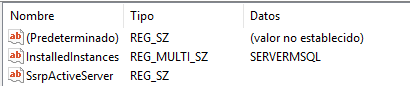 Nombre Tipo Datos
(Predeterminado) REG_SZ (valor no establecido)
InstalledInstances REG_MULTI_SZ SERVERMSQL
SsrpActiveServer REG_SZ